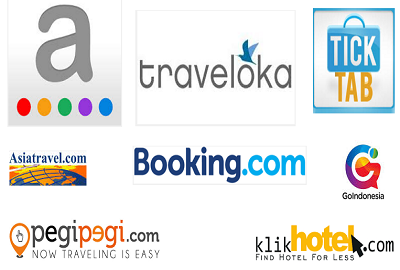 a
traveloka
TICK
TAB
Asiatravel.com
Booking.com
GoIndonesia
pegipegi.com
NOW TRAVELING IS EASY
klikhotel.com
FIND HOTEL FOR LESS